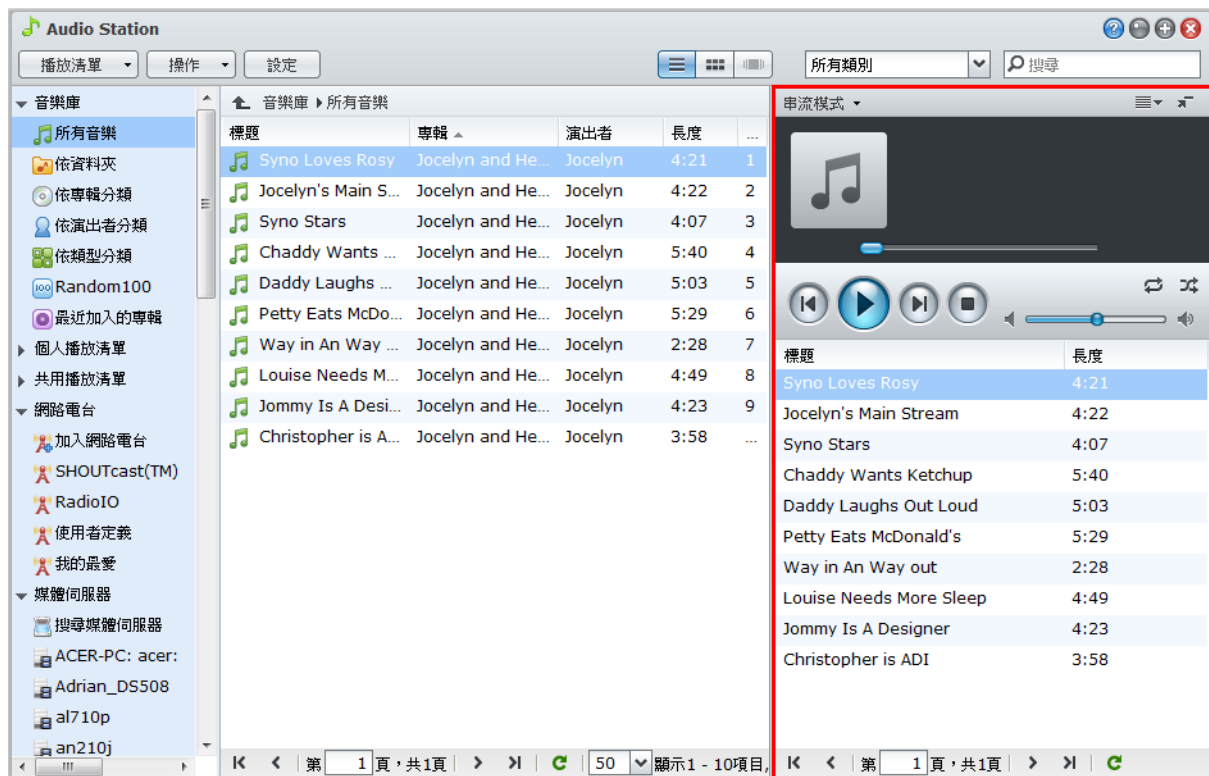 Audio Station
播放清單 操作 設定 所有類別 搜尋
音樂庫
所有音樂
依資料夾
依專輯分類
依演出者分類
依類型分類
Random100
最近加入的專輯
個人播放清單
共用播放清單
網路電台
加入網路電台
SHOUTcast(TM)
RadioIO
使用者定義
我的最愛
媒體伺服器
搜尋媒體伺服器
ACER-PC: acer:
Adrian_DS508
al710p
an210j
音樂庫 所有音樂
標題 專輯 演出者 長度 ...
Syno Loves Rosy Jocelyn and He... Jocelyn 4:21 1
Jocelyn's Main S... Jocelyn and He... Jocelyn 4:22 2
Syno Stars Jocelyn and He... Jocelyn 4:07 3
Chaddy Wants ... Jocelyn and He... Jocelyn 5:40 4
Daddy Laughs ... Jocelyn and He... Jocelyn 5:03 5
Petty Eats McDo... Jocelyn and He... Jocelyn 5:29 6
Way in An Way ... Jocelyn and He... Jocelyn 2:28 7
Louise Needs M... Jocelyn and He... Jocelyn 4:49 8
Jommy Is A Desi... Jocelyn and He... Jocelyn 4:23 9
Christopher is A... Jocelyn and He... Jocelyn 3:58 ...
第 1 頁，共1頁 50 顯示1 - 10項目,
串流模式
標題 長度
Syno Loves Rosy 4:21
Jocelyn's Main Stream 4:22
Syno Stars 4:07
Chaddy Wants Ketchup 5:40
Daddy Laughs Out Loud 5:03
Petty Eats McDonald's 5:29
Way in An Way out 2:28
Louise Needs More Sleep 4:49
Jommy Is A Designer 4:23
Christopher is ADI 3:58
第 1 頁，共1頁